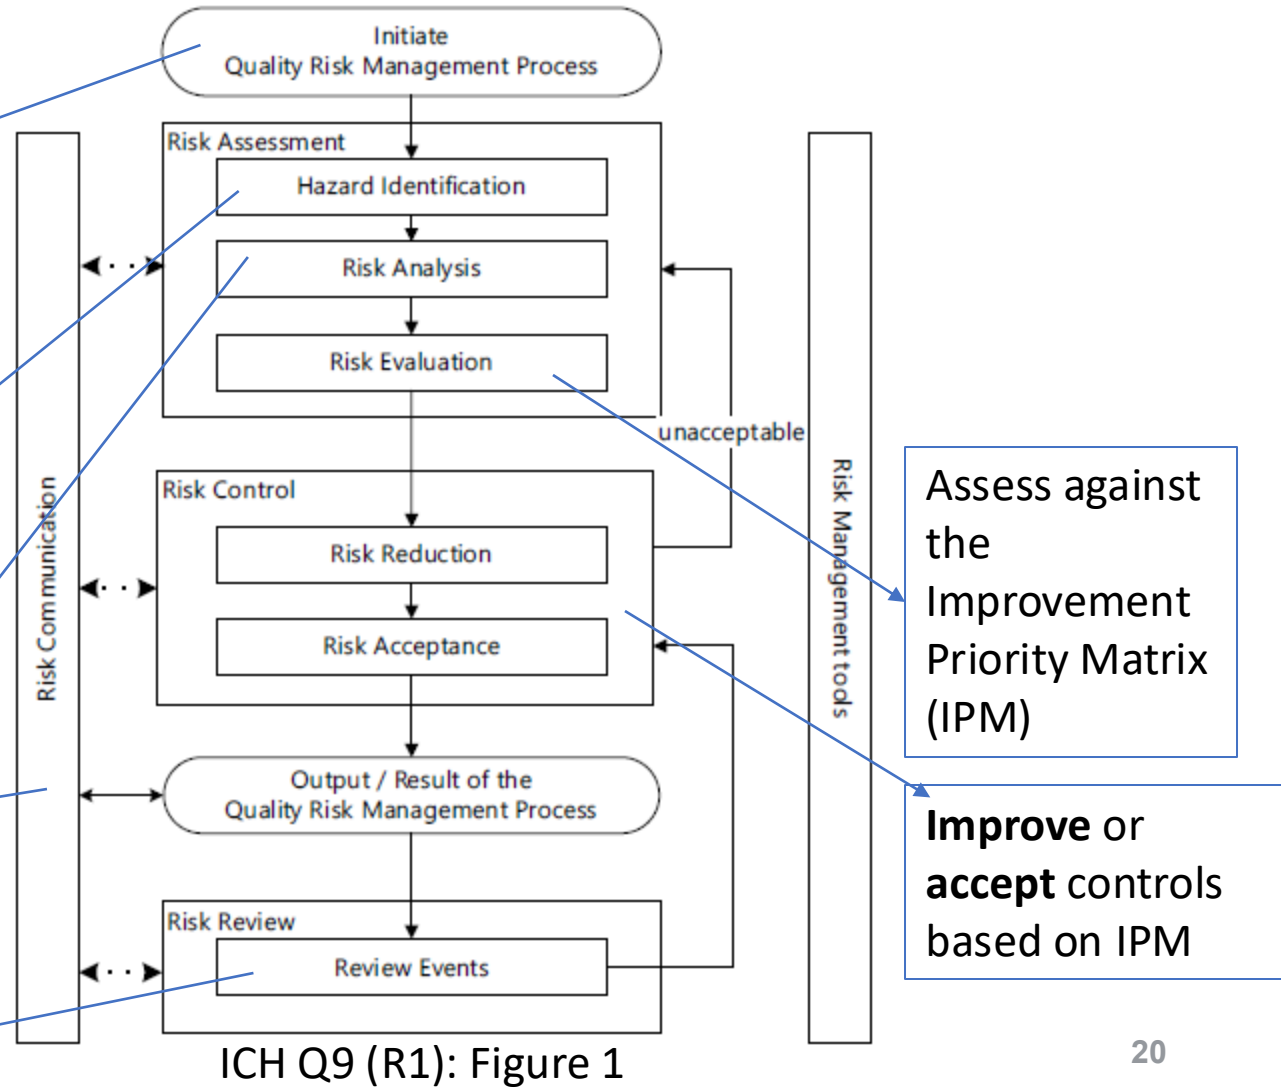 Initiate
Quality Risk Management Process
Risk Assessment
Hazard Identification
Risk Analysis
Risk Evaluation
unacceptable
Risk Control
Risk Reduction
Risk Acceptance
Output / Result of the
Quality Risk Management Process
Risk Review
Review Events
Risk Communication
Risk Management tools
Assess against
the
Improvement
Priority Matrix
(IPM)
Improve or
accept controls
based on IPM
ICH Q9 (R1): Figure 1
20